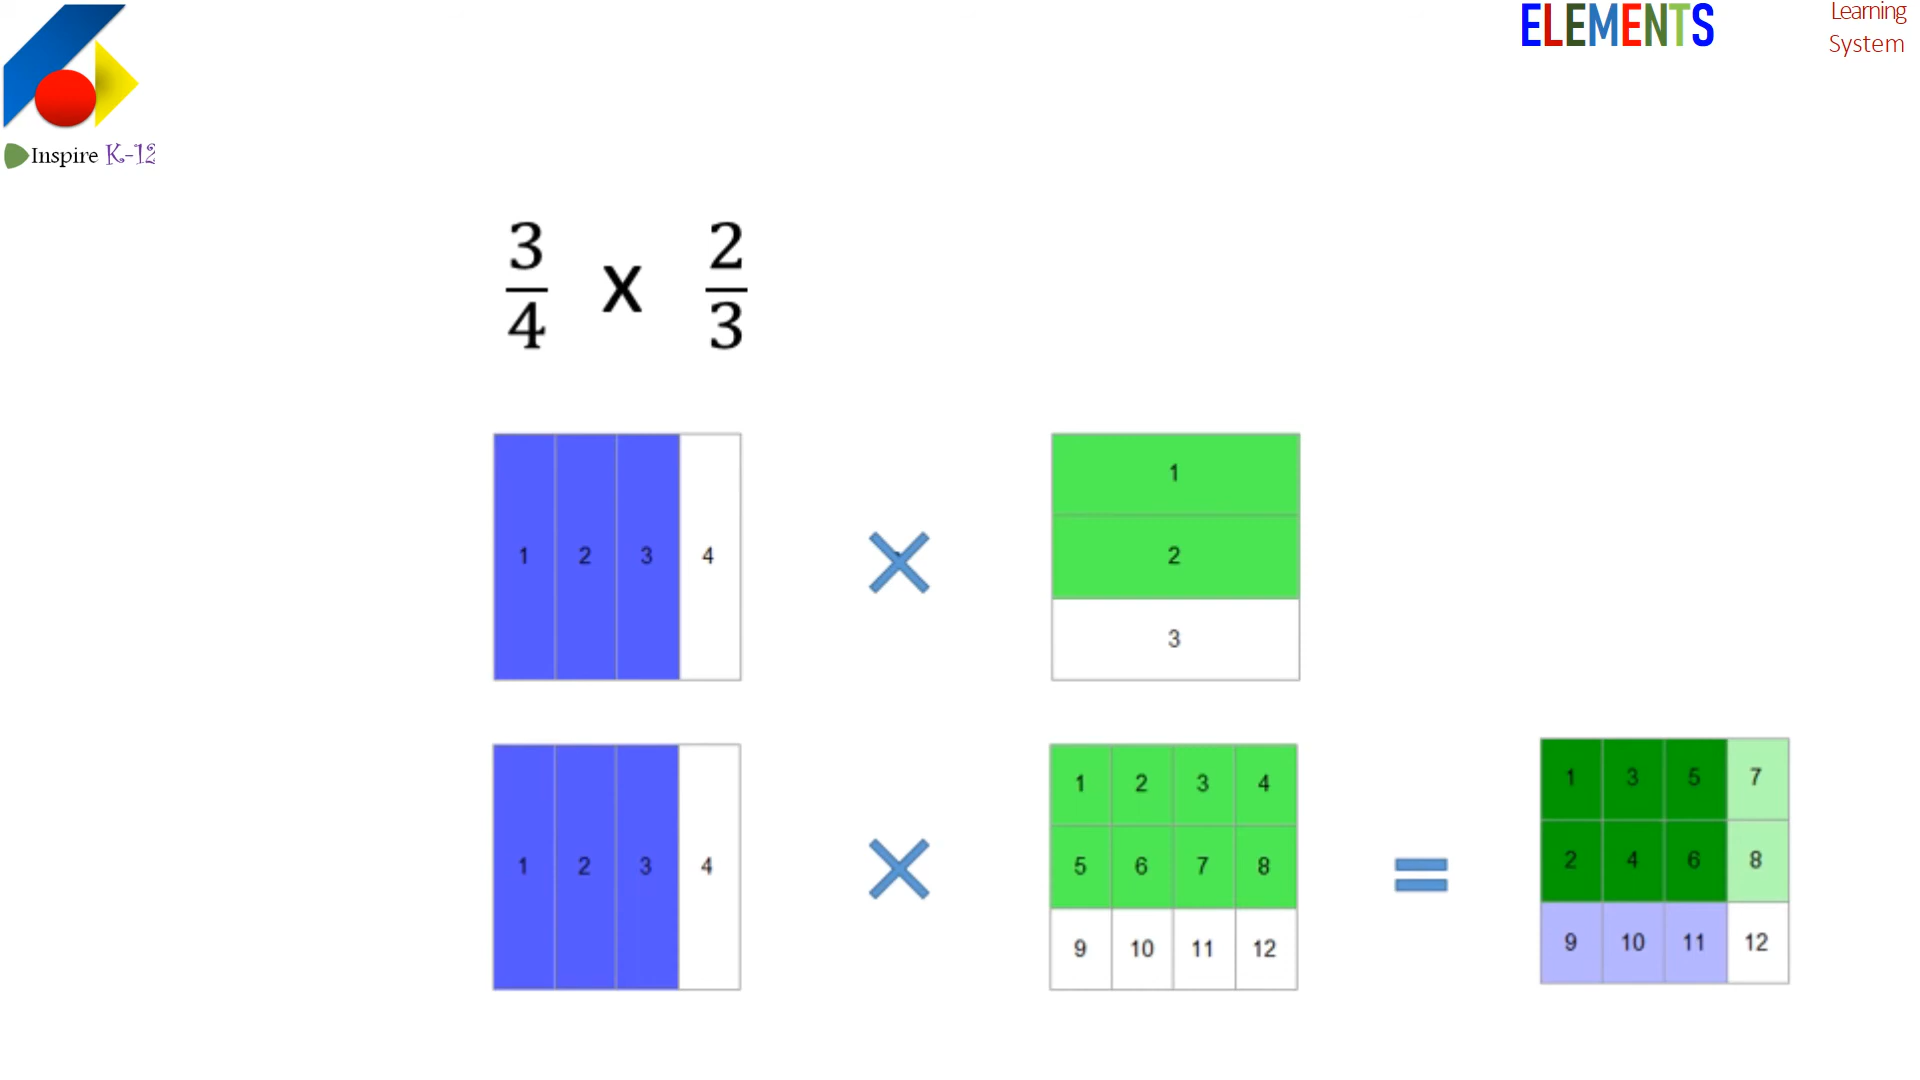 ELEMENTS
Learning
System
Inspire K-12
3/4 x 2/3
1 2 3 4
1
2
3
1 2 3 4
1 2 3 4
5 6 7 8
9 10 11 12
1 3 5 7
2 4 6 8
9 10 11 12